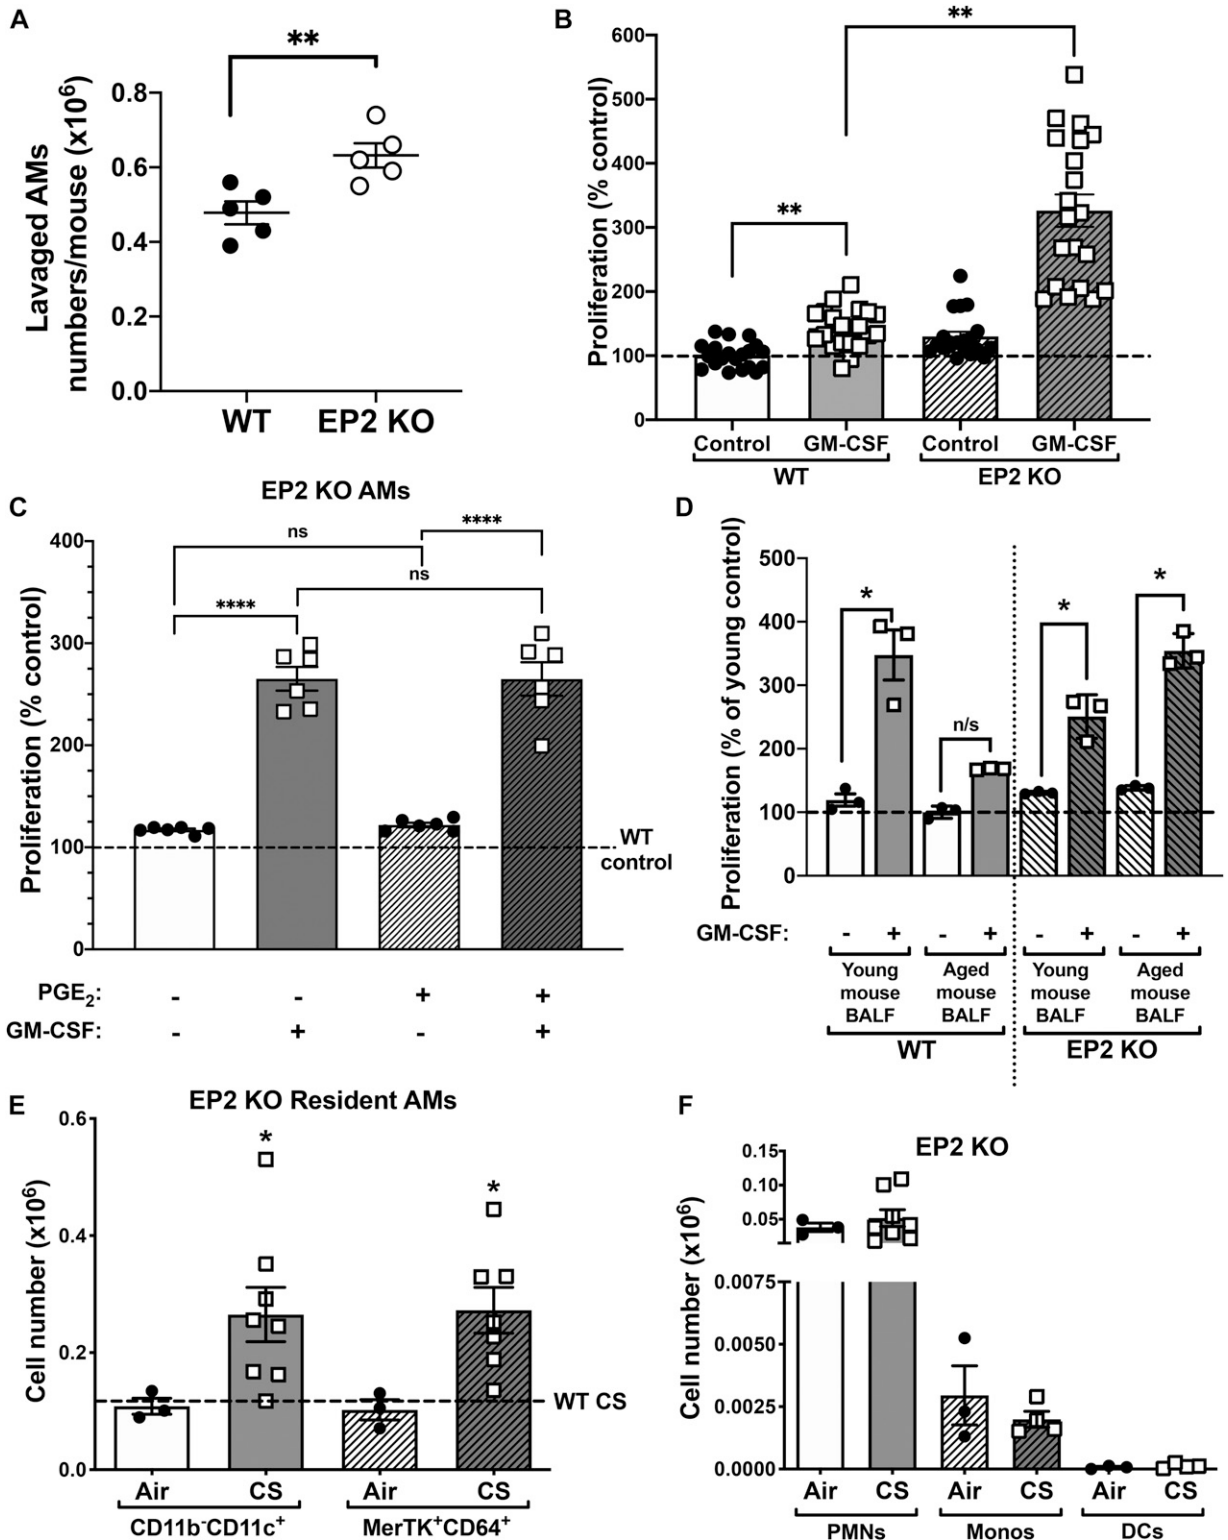 A
**
Lavaged AMs
numbers/mouse (x10⁶)
0.8
0.6
0.4
0.2
0.0
WT
EP2 KO
B
**
**
Proliferation (% control)
600
500
400
300
200
100
0
Control
GM-CSF
Control
GM-CSF
WT
EP2 KO
C
EP2 KO AMs
ns
****
ns
****
Proliferation (% control)
400
300
200
100
0
WT
control
PGE₂:
-
-
+
+
GM-CSF:
-
+
-
+
D
Proliferation (% of young control)
500
400
300
200
100
0
*
n/s
*
*
GM-CSF:
-
+
-
+
-
+
-
+
Young
mouse
BALF
Aged
mouse
BALF
Young
mouse
BALF
Aged
mouse
BALF
WT
EP2 KO
E
EP2 KO Resident AMs
Cell number (x10⁶)
0.6
0.4
0.2
0.0
*
*
WT CS
Air
CS
Air
CS
CD11b⁻CD11c⁺
MerTK⁺CD64⁺
F
EP2 KO
Cell number (x10⁶)
0.15
0.10
0.05
0.0075
0.0050
0.0025
0.0000
Air
CS
Air
CS
Air
CS
PMNs
Monos
DCs